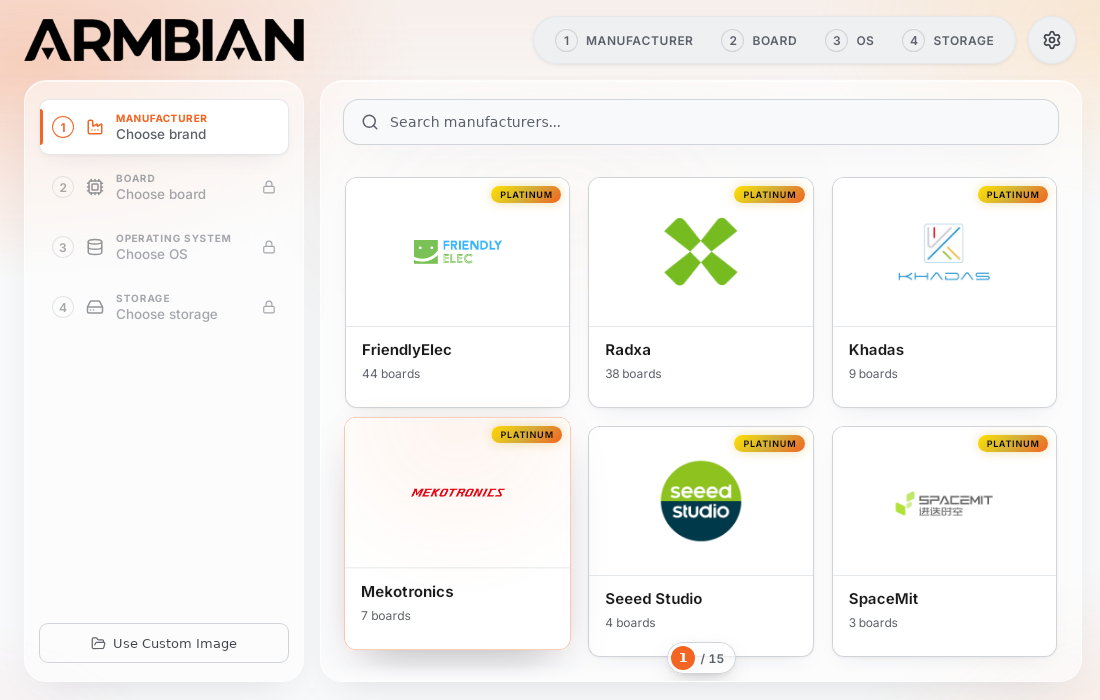 ARMBIAN
1 MANUFACTURER
2 BOARD
3 OS
4 STORAGE
1 MANUFACTURER
Choose brand
2 BOARD
Choose board
3 OPERATING SYSTEM
Choose OS
4 STORAGE
Choose storage
Use Custom Image
Search manufacturers...
PLATINUM
FRIENDLY
ELEC
FriendlyElec
44 boards
PLATINUM
Radxa
38 boards
PLATINUM
KHADAS
Khadas
9 boards
PLATINUM
MEKOTRONICS
Mekotronics
7 boards
PLATINUM
seeed
studio
Seeed Studio
4 boards
PLATINUM
SPACEMIT
进迭时空
SpaceMit
3 boards
1 / 15